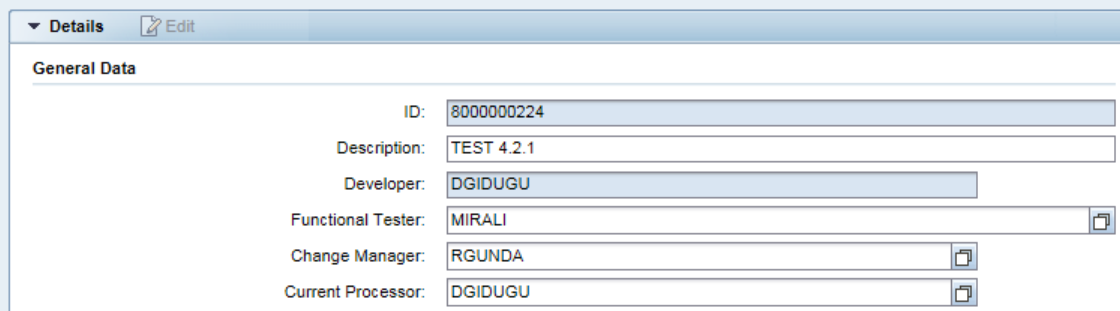 Details Edit
General Data
ID: 8000000224
Description: TEST 4.2.1
Developer: DGIDUGU
Functional Tester: MIRALI
Change Manager: RGUNDA
Current Processor: DGIDUGU